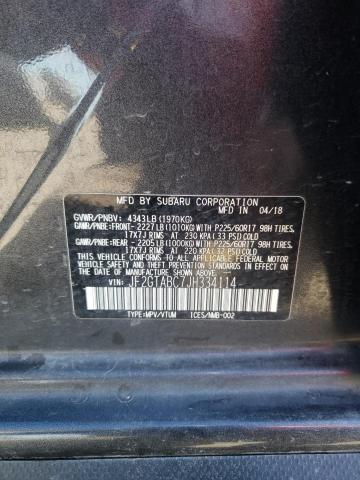 MFD BY SUBARU CORPORATION
MFD IN 04/18
GVWR/PNBV: 4343LB (1970KG)
GAWR/PNBE:FRONT- 2227LB (1010KG) WITH P225/60R17 98H TIRES,
17X7J RIMS AT 230 KPA( 33 PSI) COLD
GAWR/PNBE:REAR - 2205LB (1000KG) WITH P225/60R17 98H TIRES,
17X7J RIMS AT 220 KPA( 32 PSI) COLD
THIS VEHICLE CONFORMS TO ALL APPLICABLE FEDERAL
MOTOR VEHICLE SAFETY, BUMPER, AND THEFT PREVENTION
STANDARDS IN EFFECT ON THE DATE OF MANUFACTURE
SHOWN ABOVE.
VIN: JF2GTABC7JH334114
TYPE:MPV/VTUM ICES/NMB-002